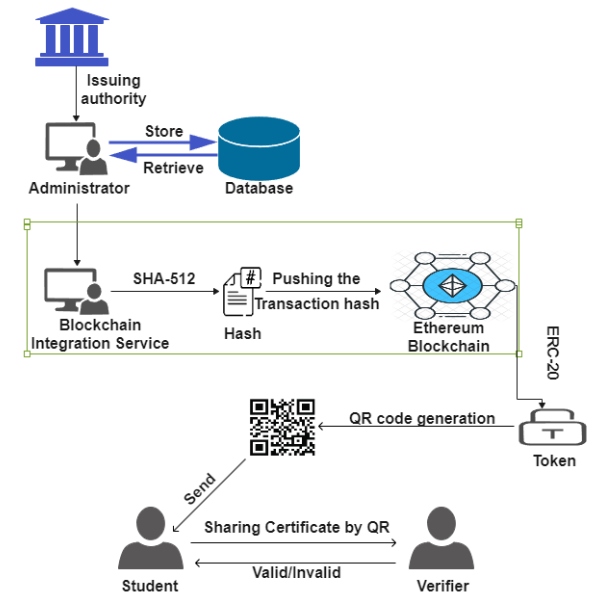 Issuing
authority
Store
Retrieve
Administrator
Database
SHA-512
#
Pushing the
Transaction hash
Blockchain
Integration Service
Hash
Ethereum
Blockchain
ERC-20
QR code generation
T
Token
Send
Sharing Certificate by QR
Valid/Invalid
Student
Verifier